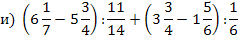 и) (6 1/7 − 5 3/4) : 11/14 + (3 3/4 − 1 5/6) : 1/6